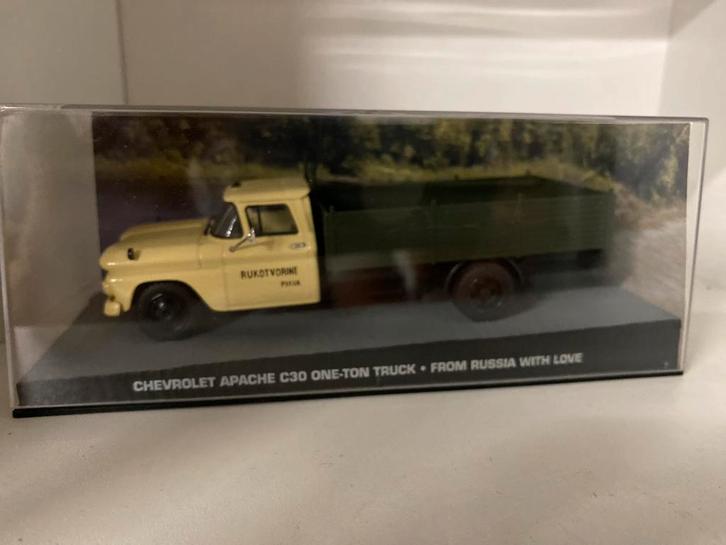 RUKOTVORINE
CHEVROLET APACHE C30 ONE-TON TRUCK • FROM RUSSIA WITH LOVE